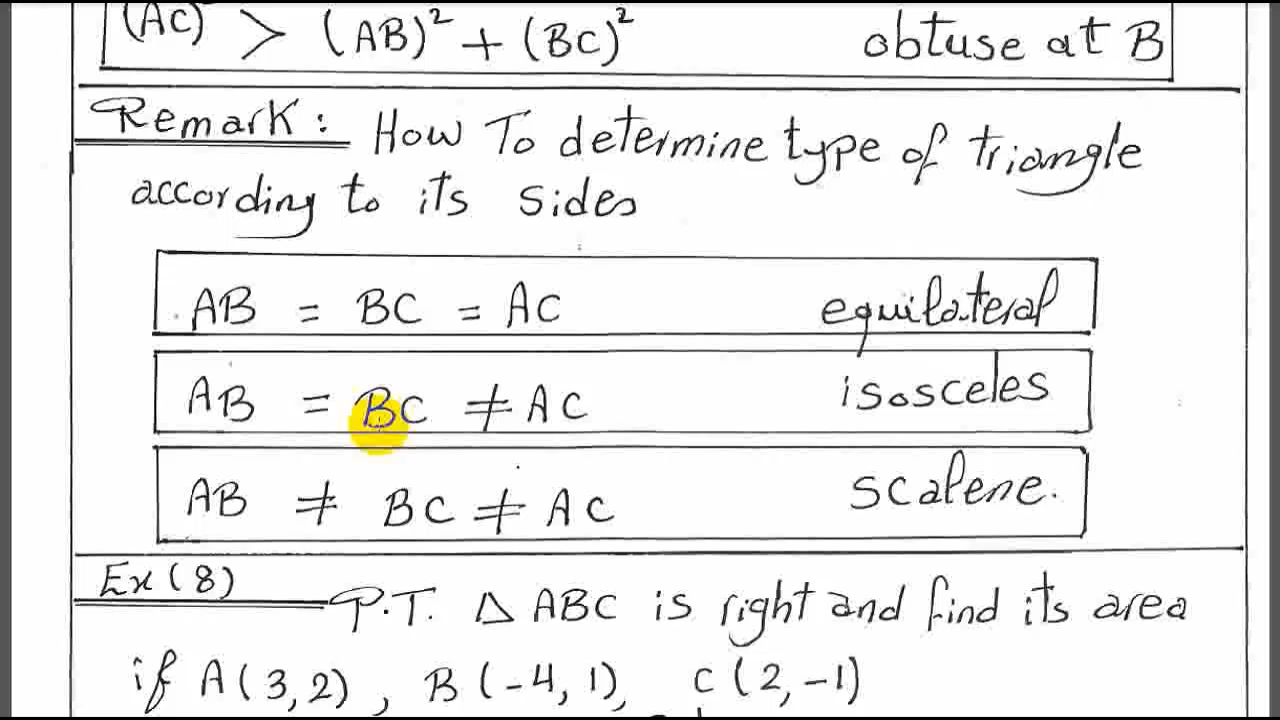 (AC)² > (AB)² + (BC)² obtuse at B
Remark: How To determine type of triangle
according to its sides
AB = BC = AC equilateral
AB = BC ≠ AC isosceles
AB ≠ BC ≠ AC scalene.
Ex (8) P.T. Δ ABC is right and find its area
if A (3, 2) , B (-4, 1), C (2, -1)